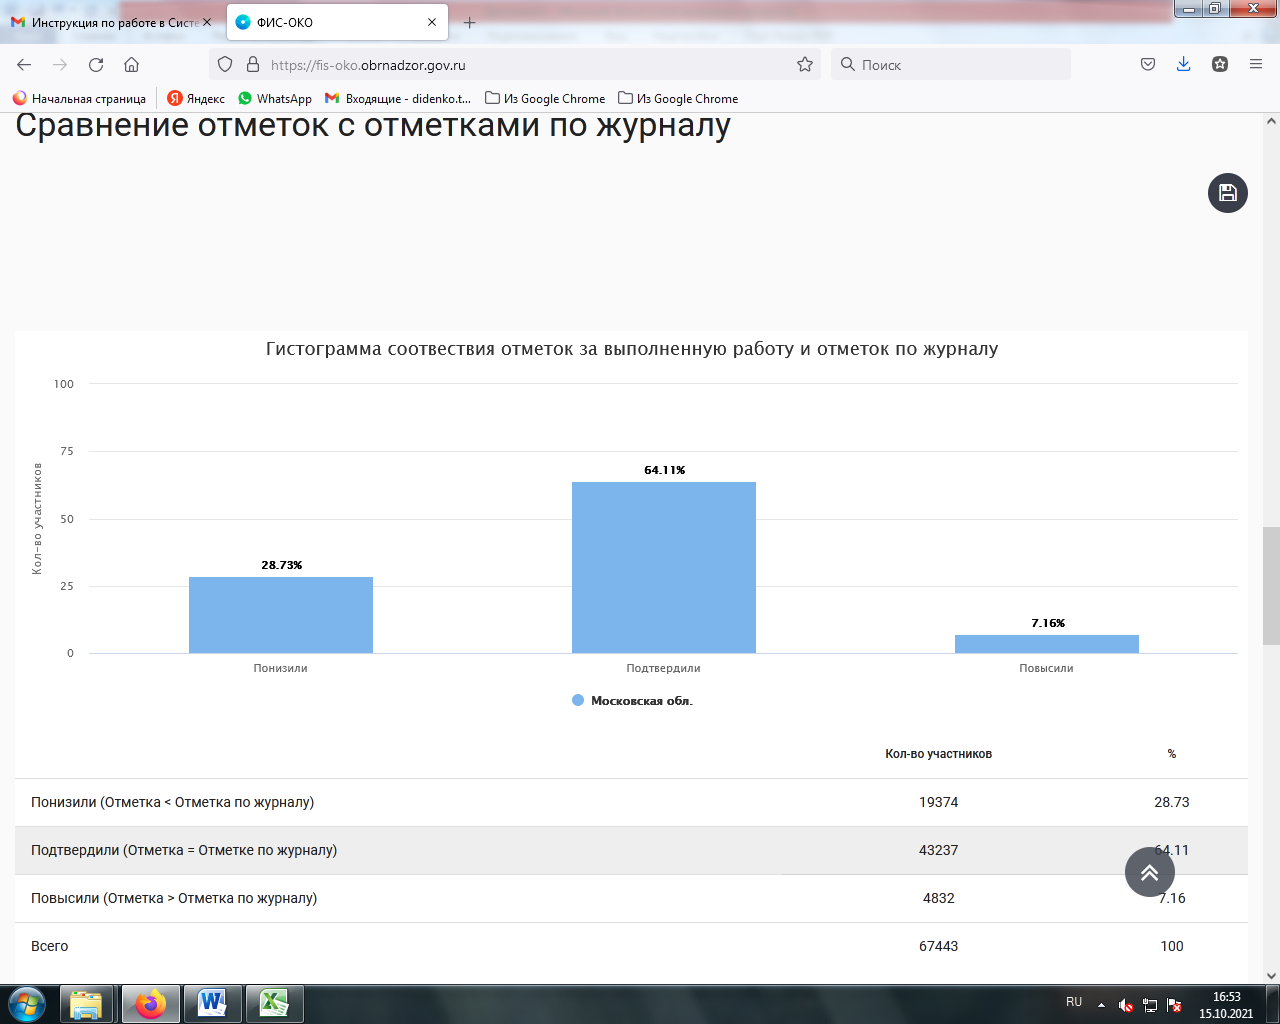 Инструкция по работе в Систе
ФИС-ОКО
https://fis-oko.obrnadzor.gov.ru
Поиск
Начальная страница
Яндекс
WhatsApp
Входящие - didenko.t...
Из Google Chrome
Из Google Chrome
Сравнение отметок с отметками по журналу
Гистограмма соотвествия отметок за выполненную работу и отметок по журналу
Кол-во участников
100
75
50
25
0
28.73%
64.11%
7.16%
Понизили
Подтвердили
Повысили
Московская обл.
Кол-во участников %
Понизили (Отметка < Отметка по журналу) 19374 28.73
Подтвердили (Отметка = Отметке по журналу) 43237 64.11
Повысили (Отметка > Отметка по журналу) 4832 7.16
Всего 67443 100
RU
16:53
15.10.2021